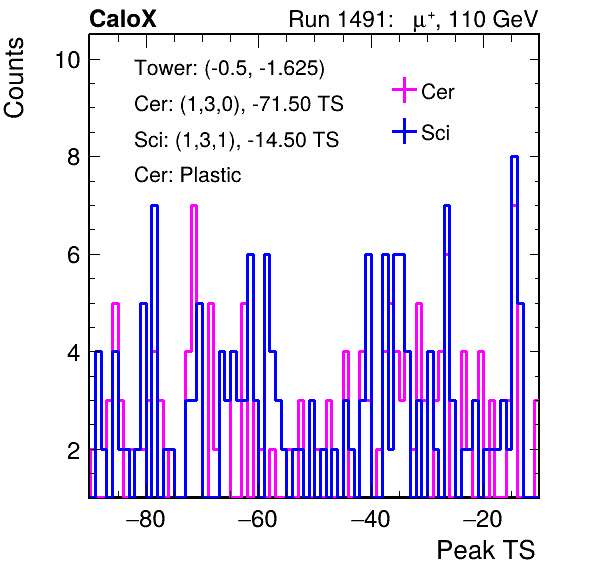 CaloX Run 1491: μ⁺, 110 GeV
Counts
Tower: (-0.5, -1.625)
Cer: (1,3,0), -71.50 TS
Sci: (1,3,1), -14.50 TS
Cer: Plastic
Cer
Sci
10
8
6
4
2
−80 −60 −40 −20
Peak TS